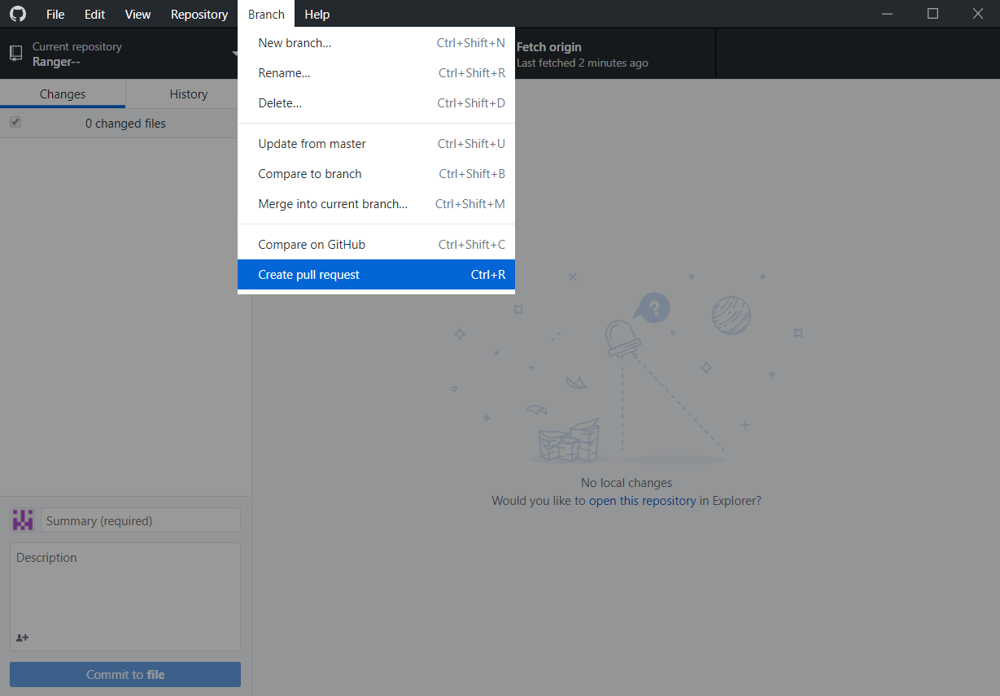 File Edit View Repository Branch Help
Current repository
Ranger--
Fetch origin
Last fetched 2 minutes ago
Changes History
0 changed files
New branch... Ctrl+Shift+N
Rename... Ctrl+Shift+R
Delete... Ctrl+Shift+D
Update from master Ctrl+Shift+U
Compare to branch Ctrl+Shift+B
Merge into current branch... Ctrl+Shift+M
Compare on GitHub Ctrl+Shift+C
Create pull request Ctrl+R
?
No local changes
Would you like to open this repository in Explorer?
Summary (required)
Description
Commit to file